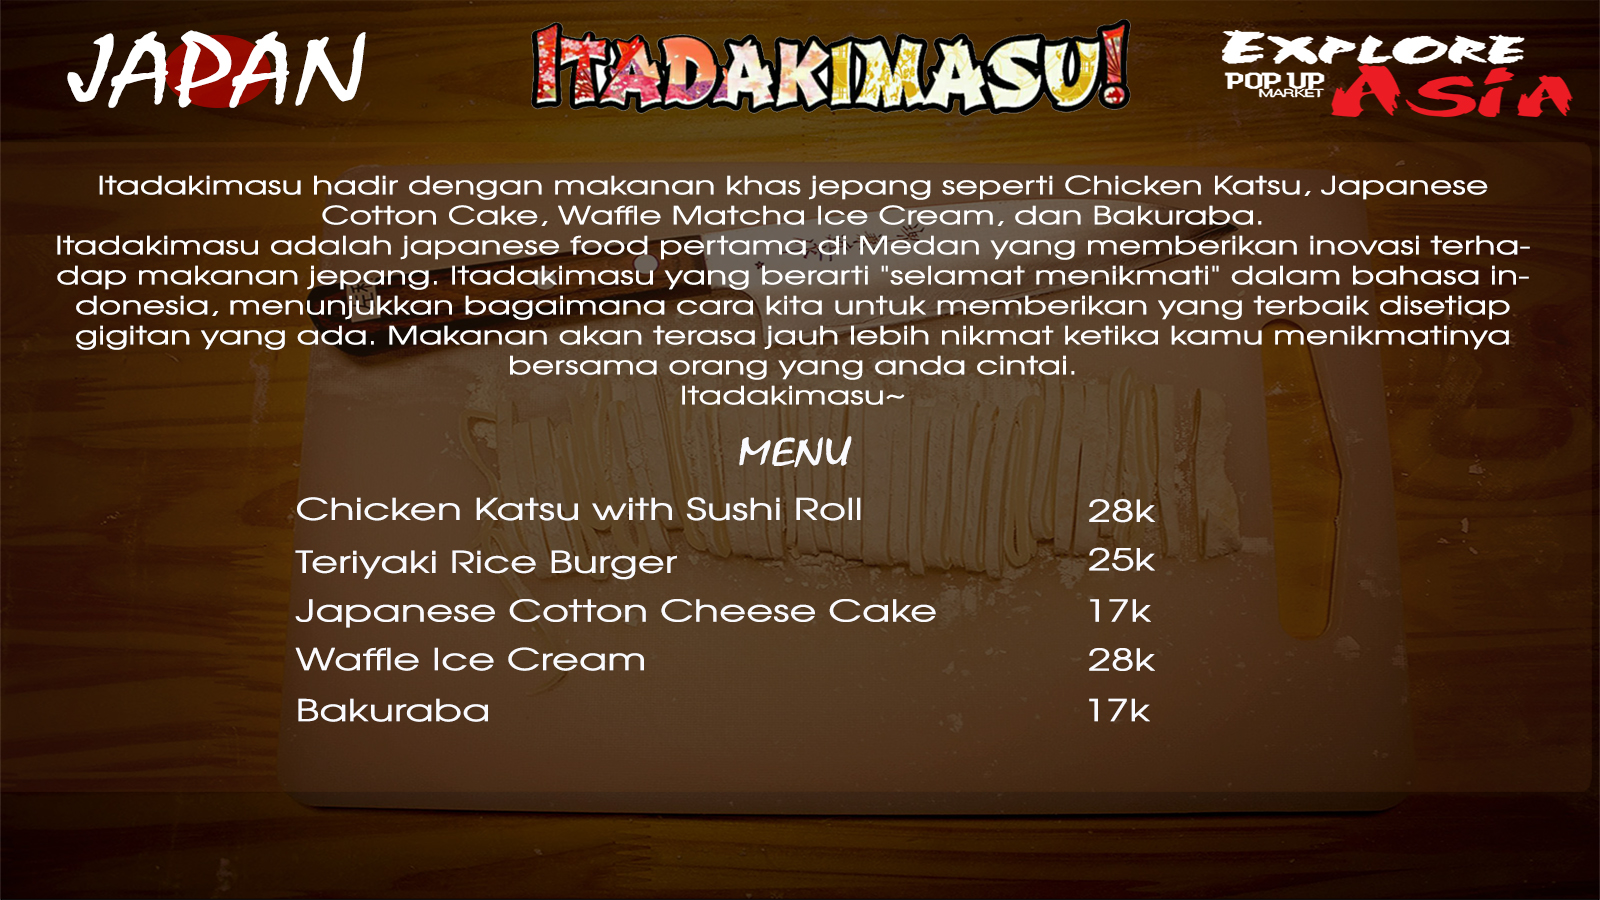 JAPAN
ITADAKIMASU!
EXPLORE
POP UP
MARKET
ASIA
Itadakimasu hadir dengan makanan khas jepang seperti Chicken Katsu, Japanese
Cotton Cake, Waffle Matcha Ice Cream, dan Bakuraba.
Itadakimasu adalah japanese food pertama di Medan yang memberikan inovasi terha-
dap makanan jepang. Itadakimasu yang berarti "selamat menikmati" dalam bahasa in-
donesia, menunjukkan bagaimana cara kita untuk memberikan yang terbaik disetiap
gigitan yang ada. Makanan akan terasa jauh lebih nikmat ketika kamu menikmatinya
bersama orang yang anda cintai.
Itadakimasu~
MENU
Chicken Katsu with Sushi Roll 28k
Teriyaki Rice Burger 25k
Japanese Cotton Cheese Cake 17k
Waffle Ice Cream 28k
Bakuraba 17k